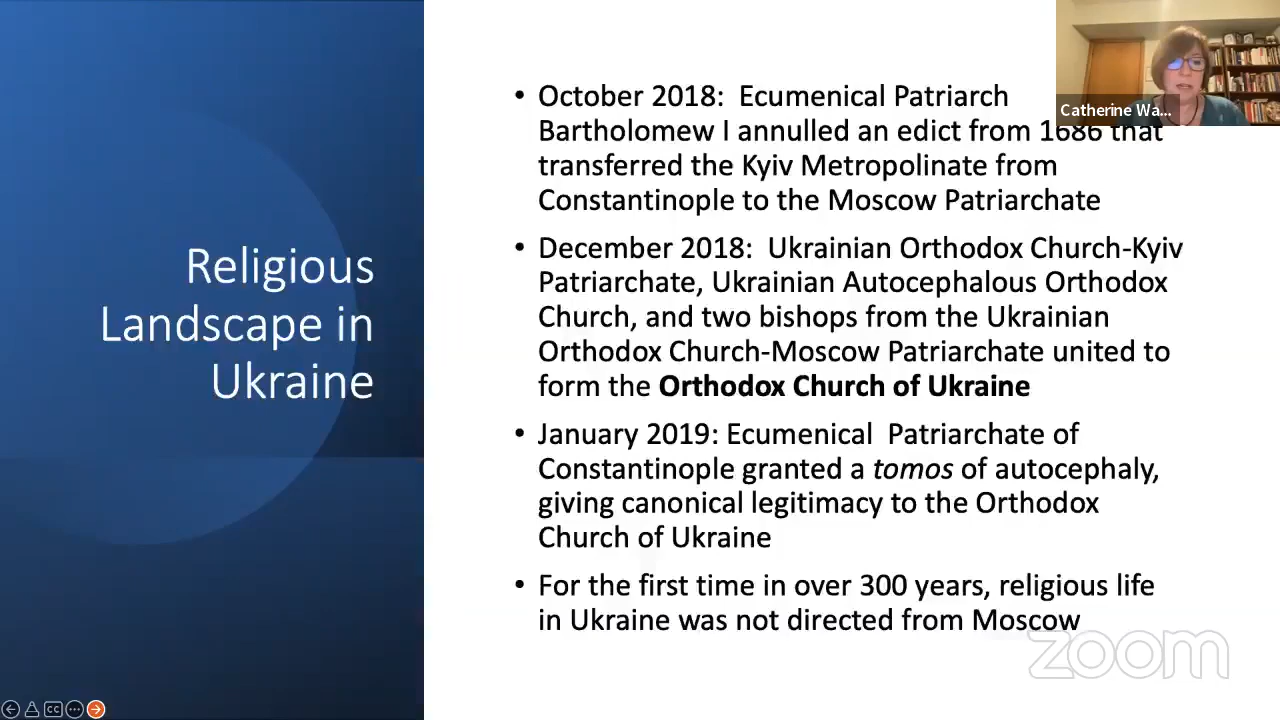 Religious
Landscape in
Ukraine
• October 2018:  Ecumenical Patriarch
Bartholomew I annulled an edict from 1686 that
transferred the Kyiv Metropolinate from
Constantinople to the Moscow Patriarchate
• December 2018:  Ukrainian Orthodox Church-Kyiv
Patriarchate, Ukrainian Autocephalous Orthodox
Church, and two bishops from the Ukrainian
Orthodox Church-Moscow Patriarchate united to
form the Orthodox Church of Ukraine
• January 2019: Ecumenical  Patriarchate of
Constantinople granted a tomos of autocephaly,
giving canonical legitimacy to the Orthodox
Church of Ukraine
• For the first time in over 300 years, religious life
in Ukraine was not directed from Moscow
Catherine Wa...
zoom
CC